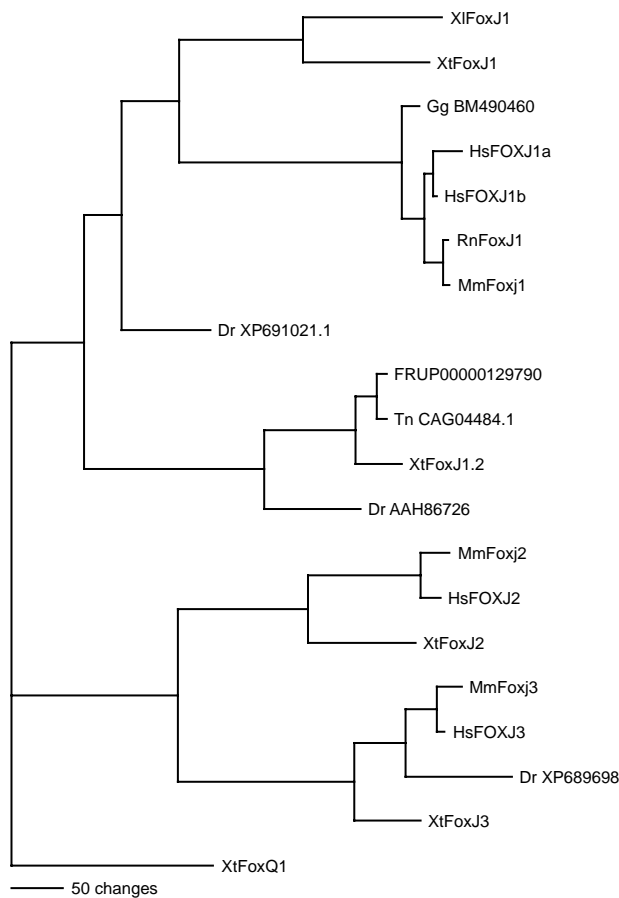 XlFoxJ1
XtFoxJ1
Gg BM490460
HsFOXJ1a
HsFOXJ1b
RnFoxJ1
MmFoxj1
Dr XP691021.1
FRUP00000129790
Tn CAG04484.1
XtFoxJ1.2
Dr AAH86726
MmFoxj2
HsFOXJ2
XtFoxJ2
MmFoxj3
HsFOXJ3
Dr XP689698
XtFoxJ3
XtFoxQ1
50 changes